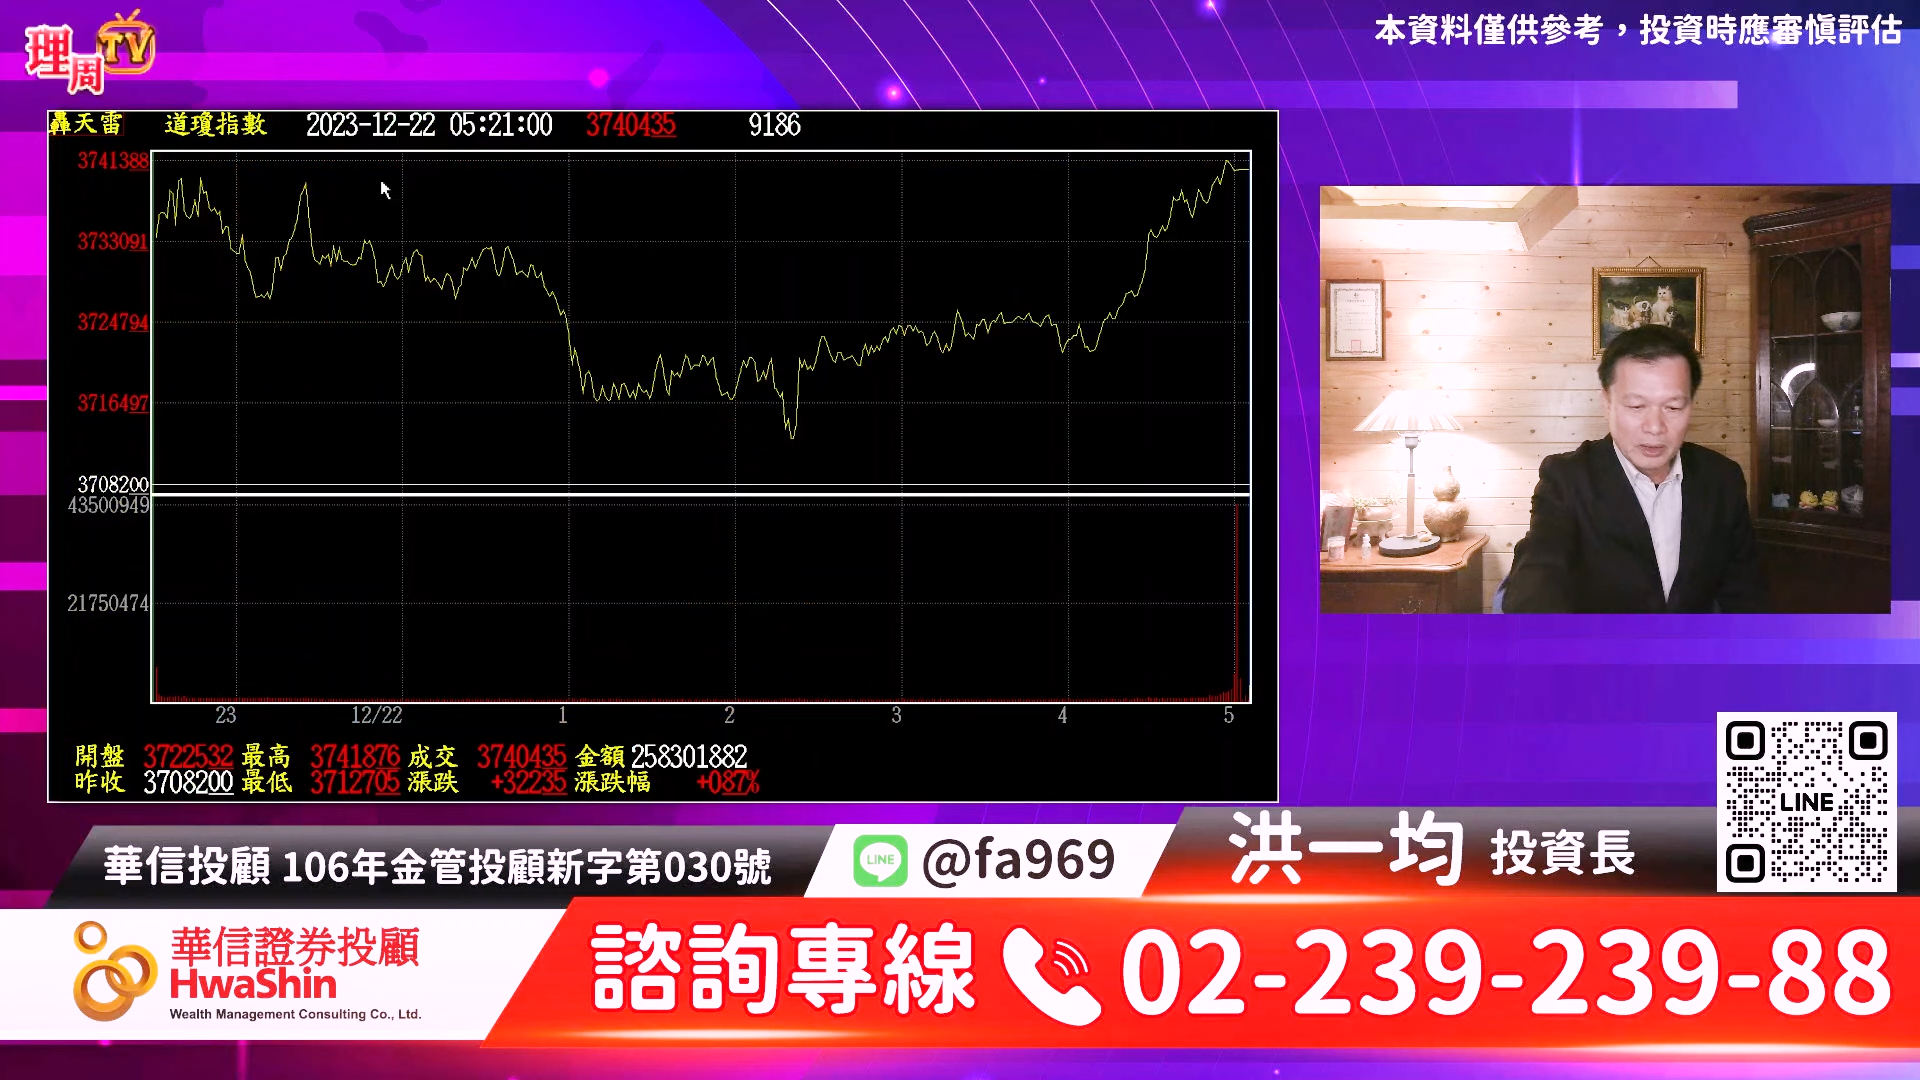 理周TV
本資料僅供參考，投資時應審慎評估
轟天雷 道瓊指數 2023-12-22 05:21:00 3740435 9186
3741388
3733091
3724794
3716497
3708200
43500949
21750474
23 12/22 1 2 3 4 5
開盤 3722532 最高 3741876 成交 3740435 金額 258301882
昨收 3708200 最低 3712705 漲跌 +32235 漲跌幅 +087%
LINE
洪一均 投資長
華信投顧 106年金管投顧新字第030號
LINE @fa969
華信證券投顧
HwaShin
Wealth Management Consulting Co., Ltd.
諮詢專線 02-239-239-88